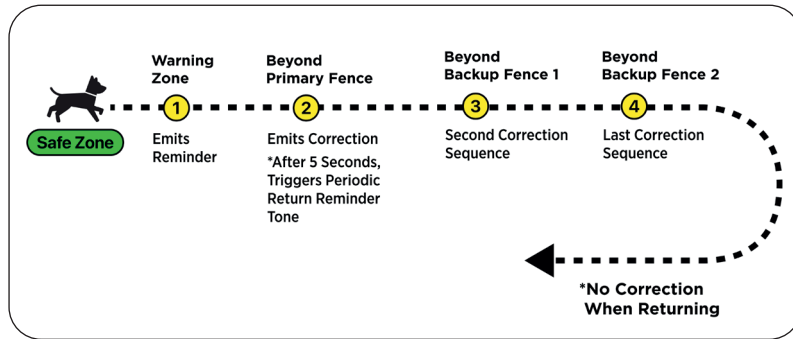 Safe Zone
Warning
Zone
1
Emits
Reminder
Beyond
Primary Fence
2
Emits Correction
*After 5 Seconds,
Triggers Periodic
Return Reminder
Tone
Beyond
Backup Fence 1
3
Second Correction
Sequence
Beyond
Backup Fence 2
4
Last Correction
Sequence
*No Correction
When Returning